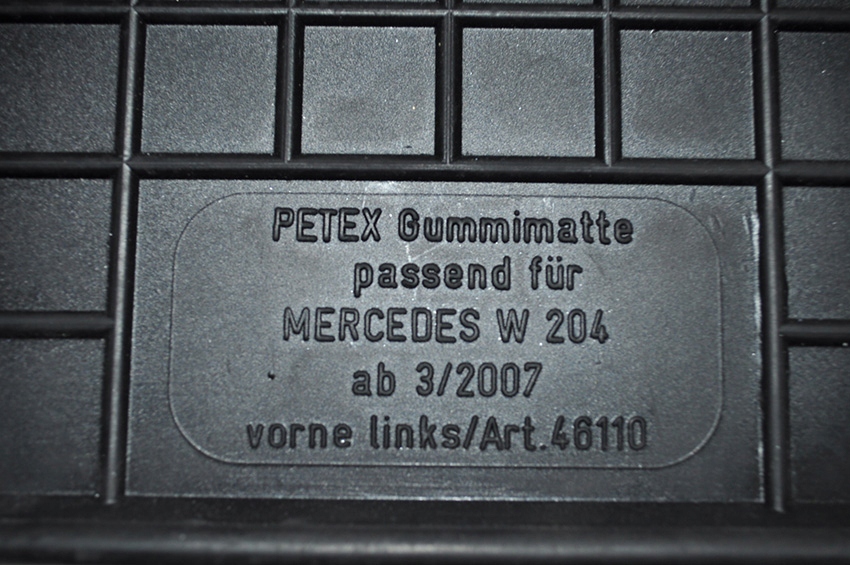 PETEX Gummimatte
passend für
MERCEDES W 204
ab 3/2007
vorne links/Art.46110